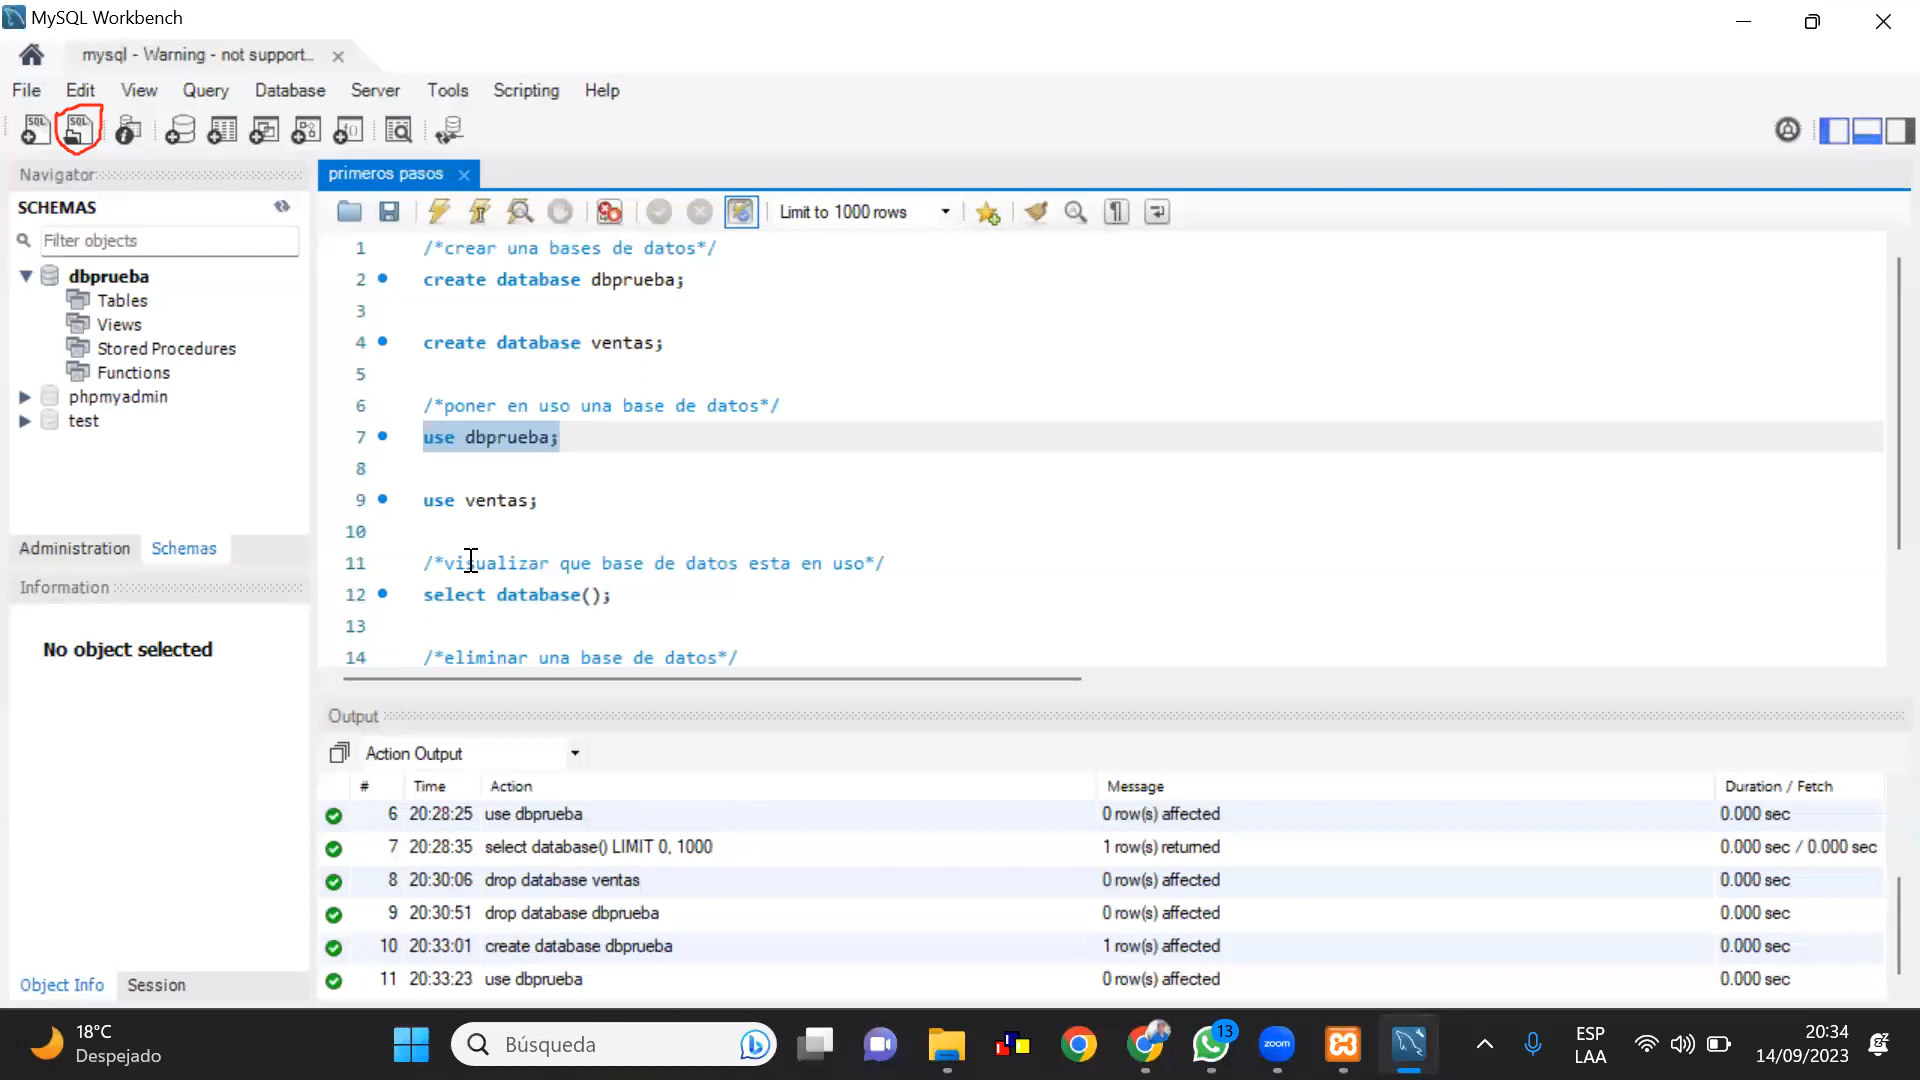 MySQL Workbench
mysql - Warning - not support...
File Edit View Query Database Server Tools Scripting Help
SQL SQL
Navigator
primeros pasos
SCHEMAS
Limit to 1000 rows
Filter objects
dbprueba
Tables
Views
Stored Procedures
Functions
phpmyadmin
test
1 /*crear una bases de datos*/
2 create database dbprueba;
3
4 create database ventas;
5
6 /*poner en uso una base de datos*/
7 use dbprueba;
8
9 use ventas;
10
11 /*visualizar que base de datos esta en uso*/
12 select database();
13
14 /*eliminar una base de datos*/
Administration Schemas
Information
No object selected
Object Info Session
Output
Action Output
# Time Action Message Duration / Fetch
6 20:28:25 use dbprueba 0 row(s) affected 0.000 sec
7 20:28:35 select database() LIMIT 0, 1000 1 row(s) returned 0.000 sec / 0.000 sec
8 20:30:06 drop database ventas 0 row(s) affected 0.000 sec
9 20:30:51 drop database dbprueba 0 row(s) affected 0.000 sec
10 20:33:01 create database dbprueba 1 row(s) affected 0.000 sec
11 20:33:23 use dbprueba 0 row(s) affected 0.000 sec
18°C
Despejado
Búsqueda
13
zoom
ESP
LAA
20:34
14/09/2023